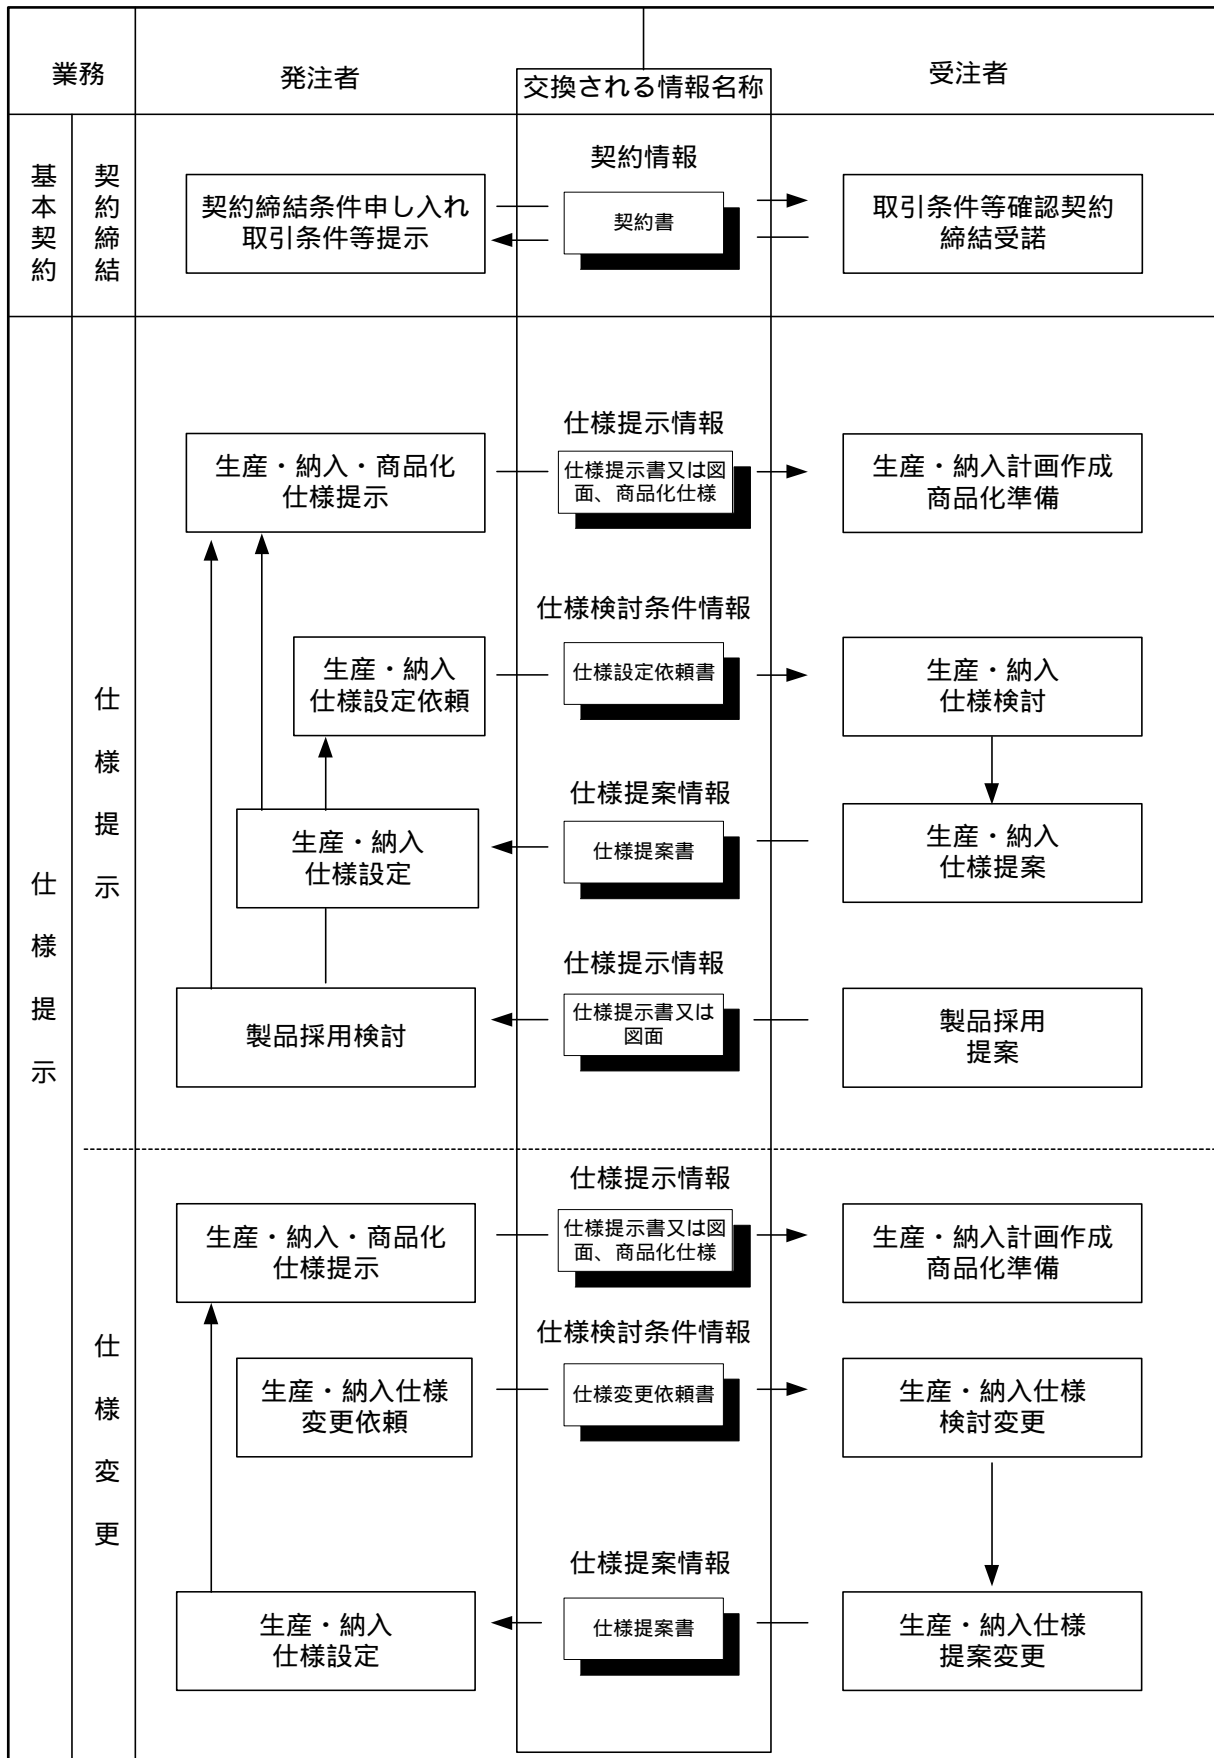 業務
発注者
交換される情報名称
受注者
基本契約
契約締結
契約情報
契約締結条件申し入れ
取引条件等提示
契約書
取引条件等確認契約
締結受諾
仕様提示
仕様提示
仕様提示情報
生産・納入・商品化
仕様提示
仕様提示書又は図
面、商品化仕様
生産・納入計画作成
商品化準備
仕様検討条件情報
生産・納入
仕様設定依頼
仕様設定依頼書
生産・納入
仕様検討
仕様提案情報
生産・納入
仕様設定
仕様提案書
生産・納入
仕様提案
仕様提示情報
製品採用検討
仕様提示書又は
図面
製品採用
提案
仕様変更
仕様提示情報
生産・納入・商品化
仕様提示
仕様提示書又は図
面、商品化仕様
生産・納入計画作成
商品化準備
仕様検討条件情報
生産・納入仕様
変更依頼
仕様変更依頼書
生産・納入仕様
検討変更
仕様提案情報
生産・納入
仕様設定
仕様提案書
生産・納入仕様
提案変更